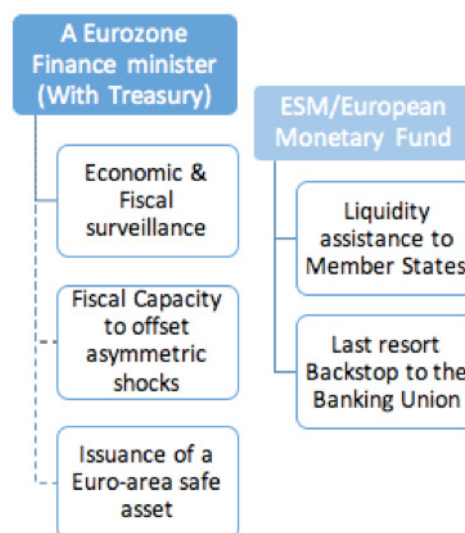 A Eurozone
Finance minister
(With Treasury)
Economic &
Fiscal
surveillance
Fiscal Capacity
to offset
asymmetric
shocks
Issuance of a
Euro-area safe
asset
ESM/European
Monetary Fund
Liquidity
assistance to
Member States
Last resort
Backstop to the
Banking Union